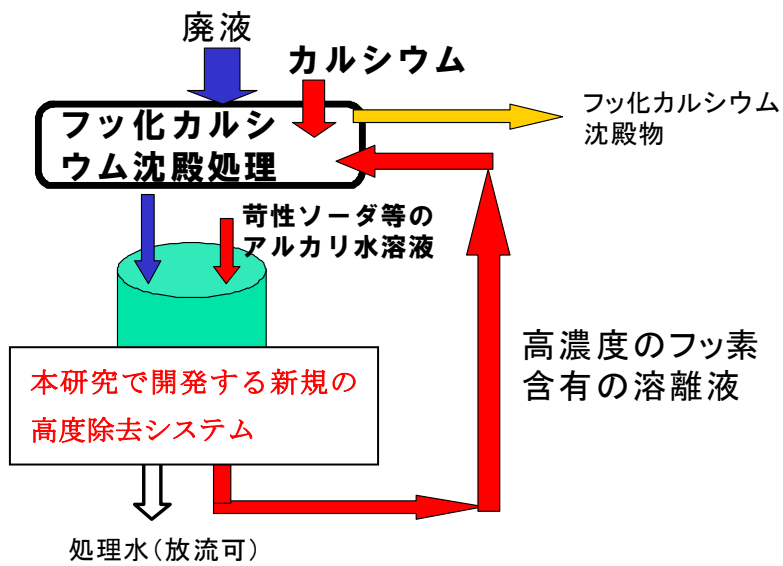 廃液
カルシウム
フッ化カルシ
ウム沈殿処理
フッ化カルシウム
沈殿物
苛性ソーダ等の
アルカリ水溶液
本研究で開発する新規の
高度除去システム
高濃度のフッ素
含有の溶離液
処理水(放流可)